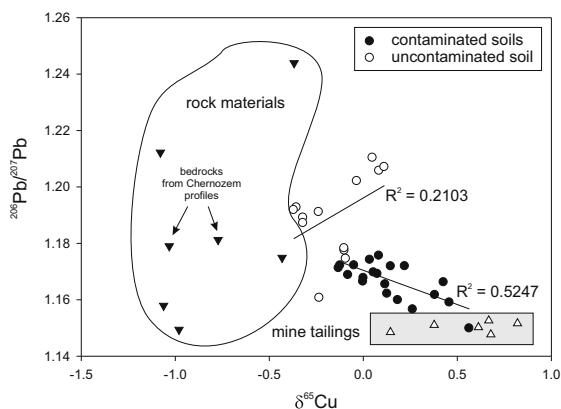 1.26
1.24
1.22
1.20
1.18
1.16
1.14
²⁰⁶Pb/²⁰⁷Pb
contaminated soils
uncontaminated soil
rock materials
bedrocks
from Chernozem
profiles
R² = 0.2103
R² = 0.5247
mine tailings
-1.5
-1.0
-0.5
0.0
0.5
1.0
δ⁶⁵Cu